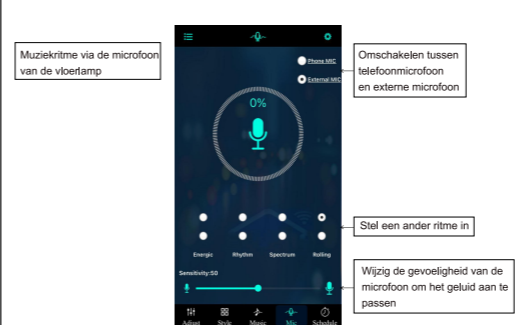 Muziekritme via de microfoon
van de vloerlamp
Phone MIC
External MIC
Omschakelen tussen
telefoonmicrofoon
en externe microfoon
0%
Stel een ander ritme in
Energic Rhythm Spectrum Rolling
Sensitivity:50
Wijzig de gevoeligheid van de
microfoon om het geluid aan te
passen
Adjust Style Music Mic Schedule